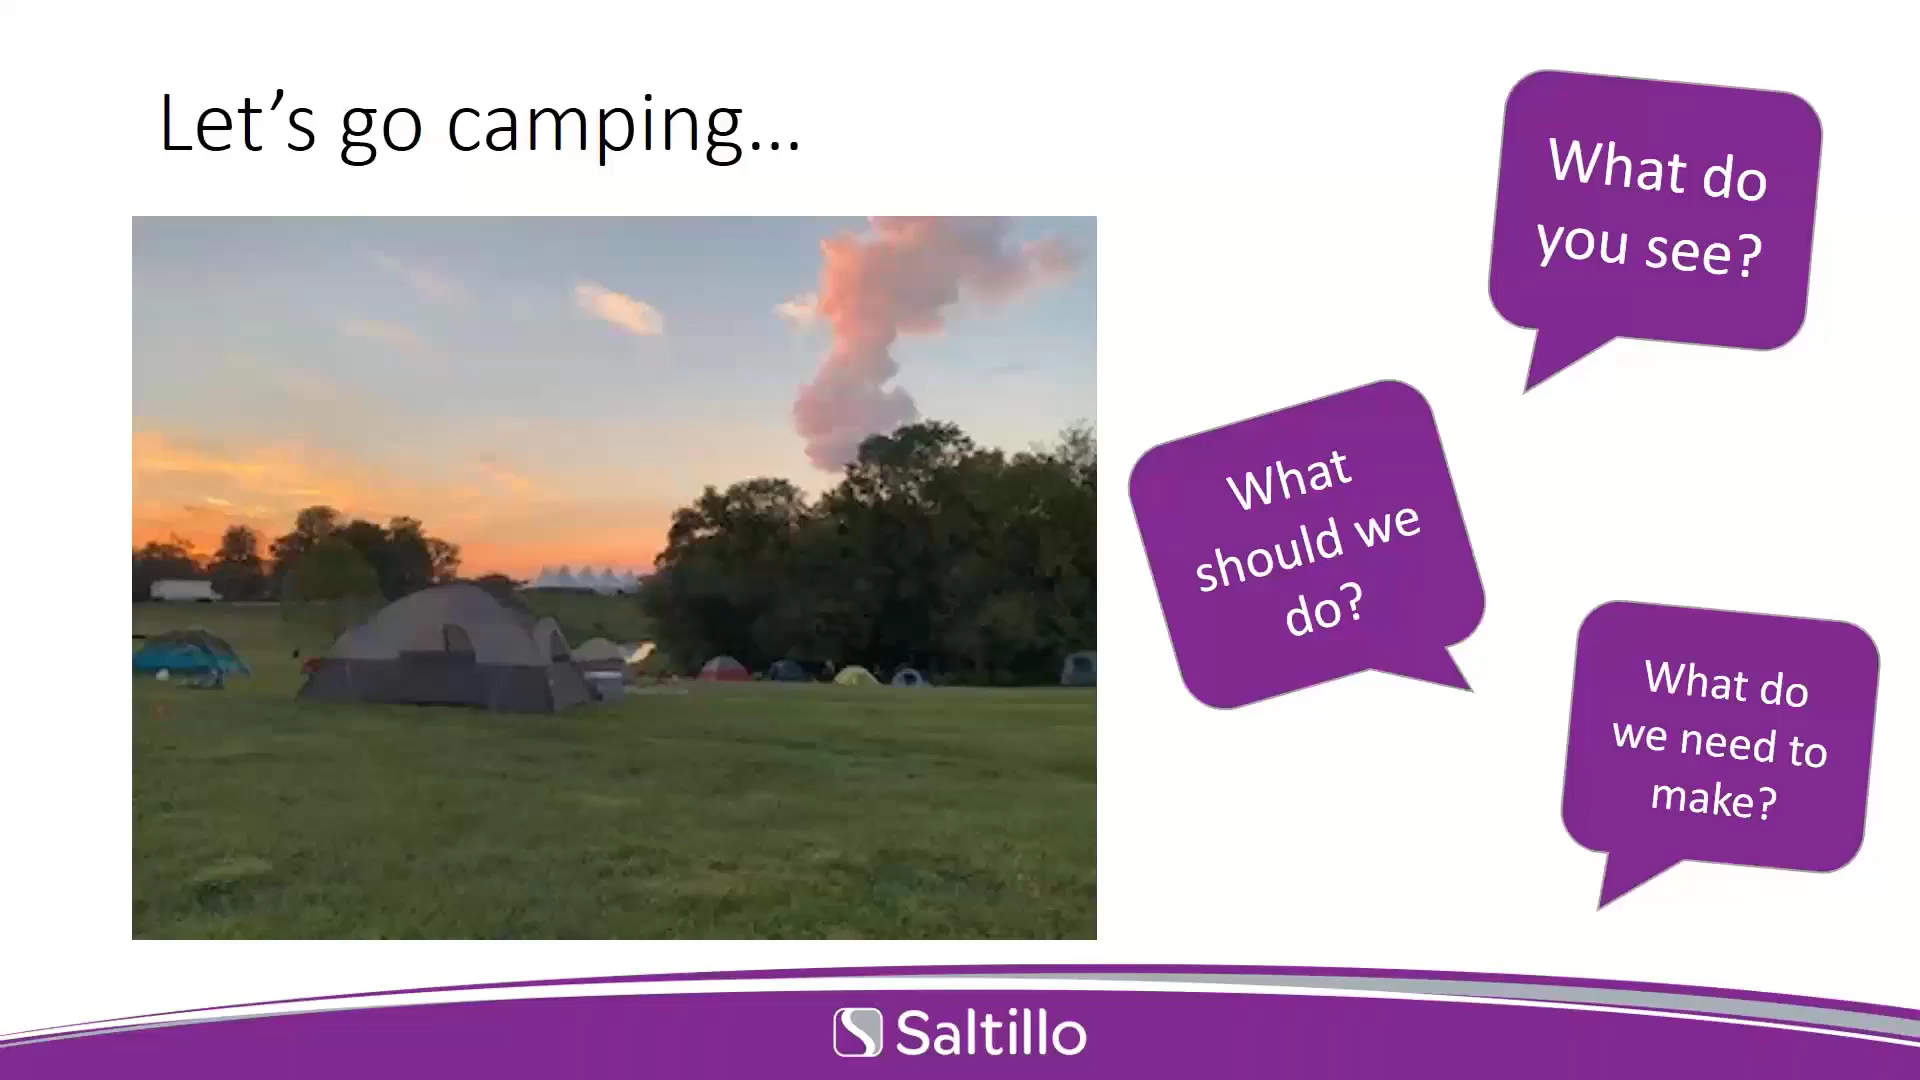 Let’s go camping…
What do
you see?
What
should we
do?
What do
we need to
make?
Saltillo